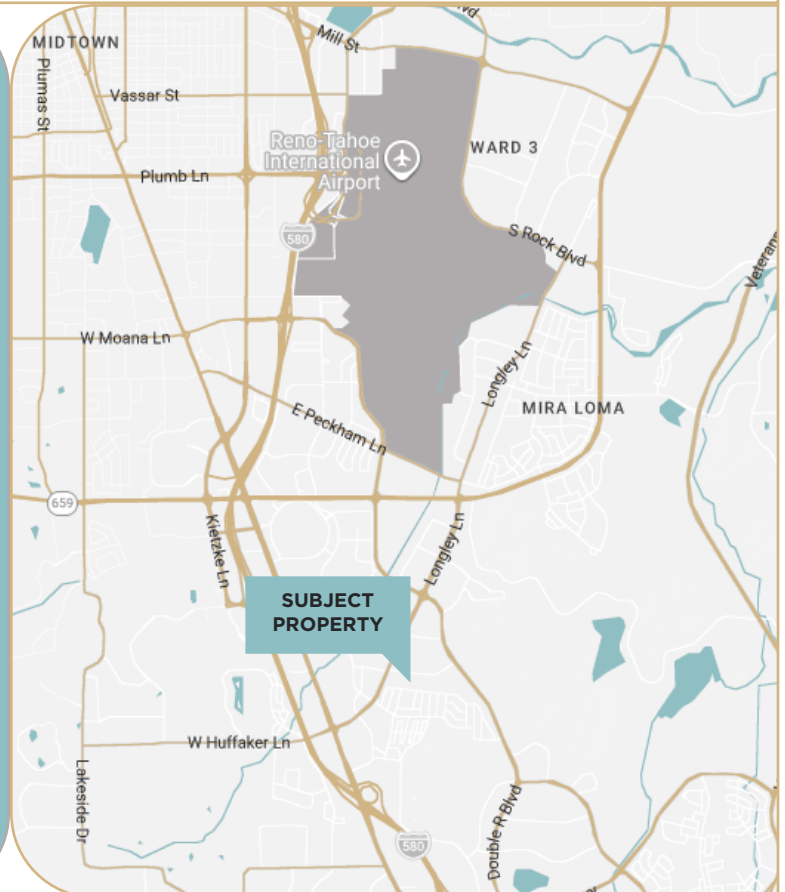 vd
Mill St
MIDTOWN
Plumas St
Vassar St
Reno-Tahoe
International
Airport
WARD 3
Plumb Ln
S Rock Blvd
580
Veterans
W Moana Ln
Longley Ln
E Peckham Ln
MIRA LOMA
659
Kietzke Ln
Longley Ln
SUBJECT
PROPERTY
W Huffaker Ln
Lakeside Dr
Double R Blvd
580